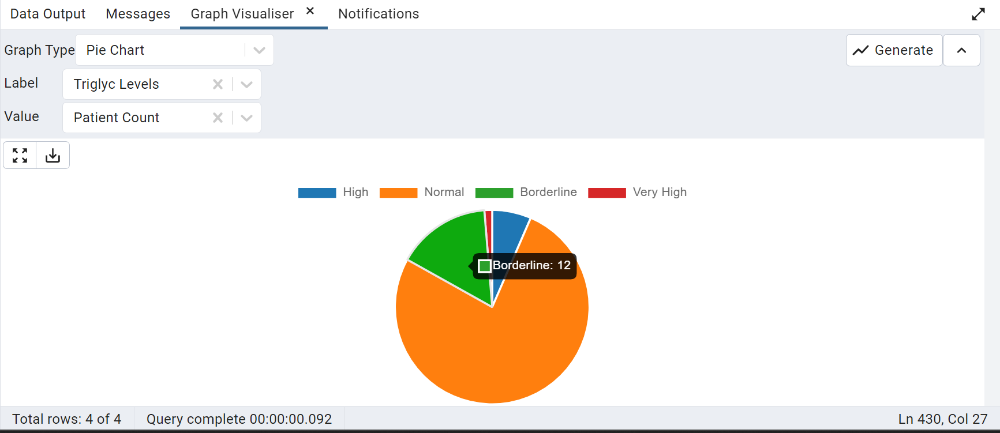 Data Output Messages Graph Visualiser Notifications
Graph Type Pie Chart Generate
Label Triglyc Levels
Value Patient Count
High Normal Borderline Very High
Borderline: 12
Total rows: 4 of 4 Query complete 00:00:00.092 Ln 430, Col 27